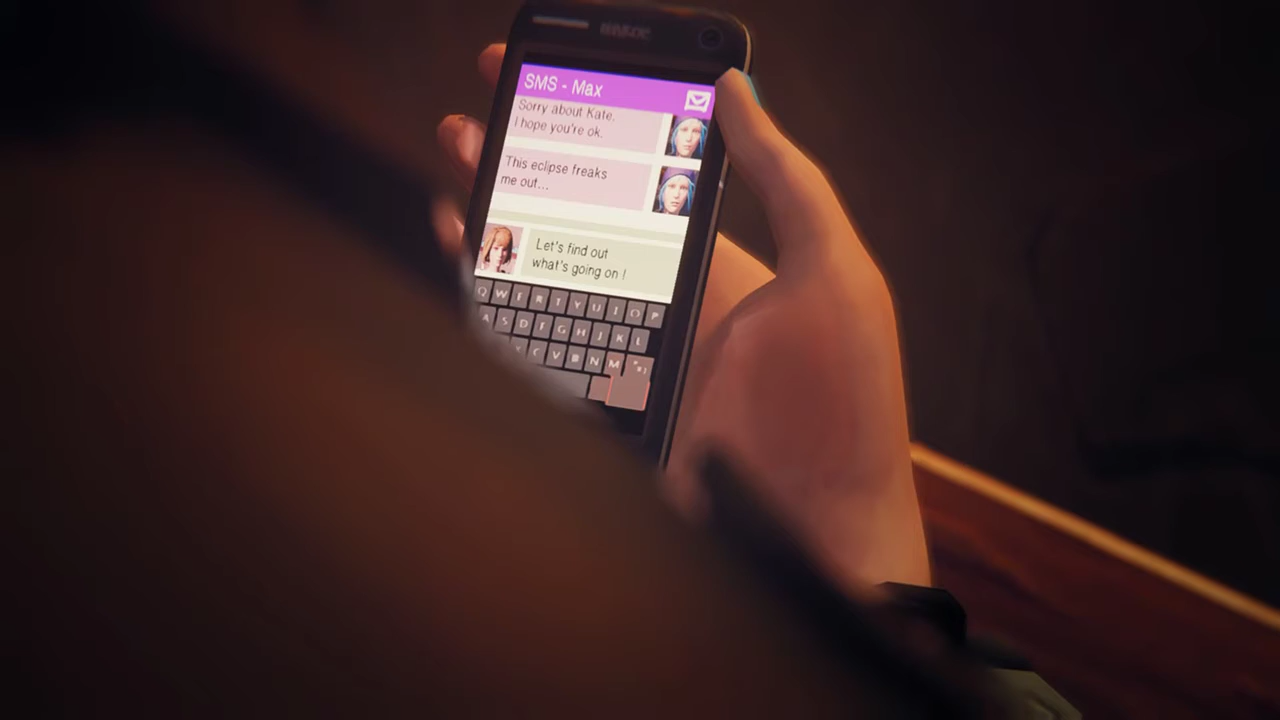 SMS - Max
Sorry about Kate.
I hope you're ok.
This eclipse freaks
me out...
Let's find out
what's going on !
Q W E R T Y U I O P
A S D F G H J K L
C V B N M